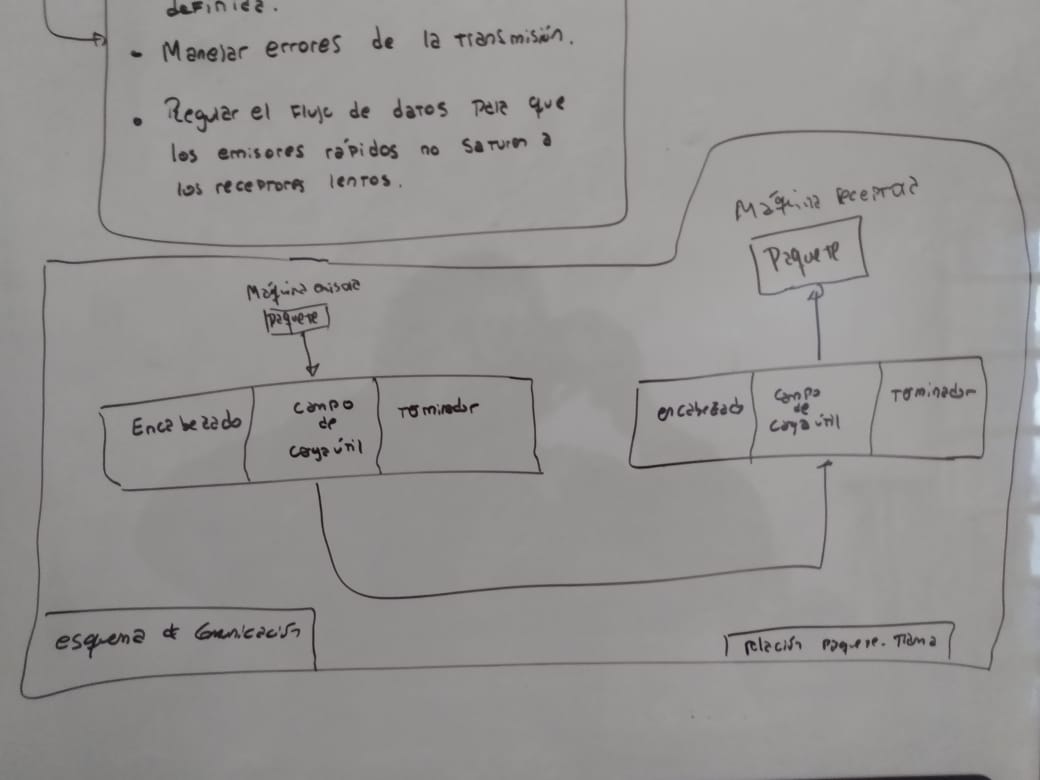 definida.
- Manejar errores de la transmisión.
• Regular el flujo de datos para que
los emisores rápidos no saturen a
los receptores lentos.
Máquina receptora
Paquete
Máquina emisora
Paquete
Encabezado
campo
de
carga útil
Terminador
encabezado
campo
de
carga útil
Terminador
esquema de Comunicación
relación paquete-trama